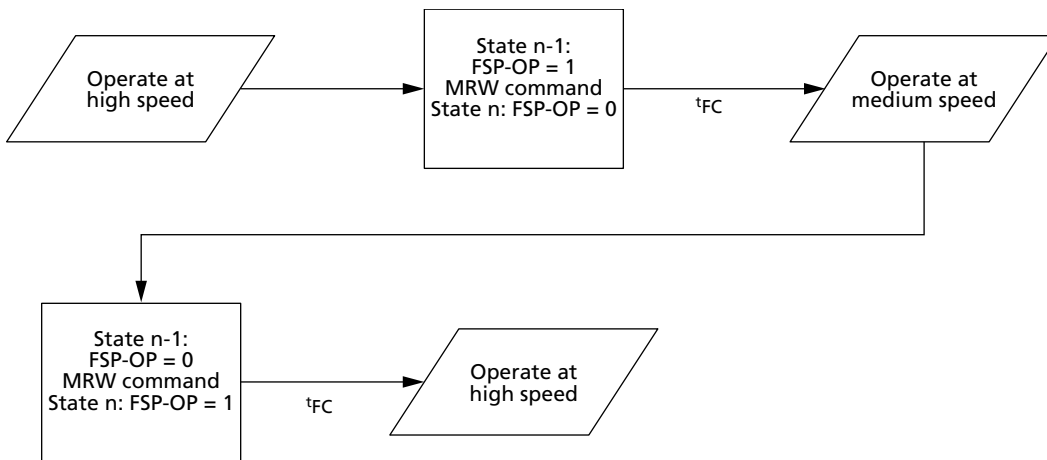 Operate at
high speed
State n-1:
FSP-OP = 1
MRW command
State n: FSP-OP = 0
tFC
Operate at
medium speed
State n-1:
FSP-OP = 0
MRW command
State n: FSP-OP = 1
tFC
Operate at
high speed